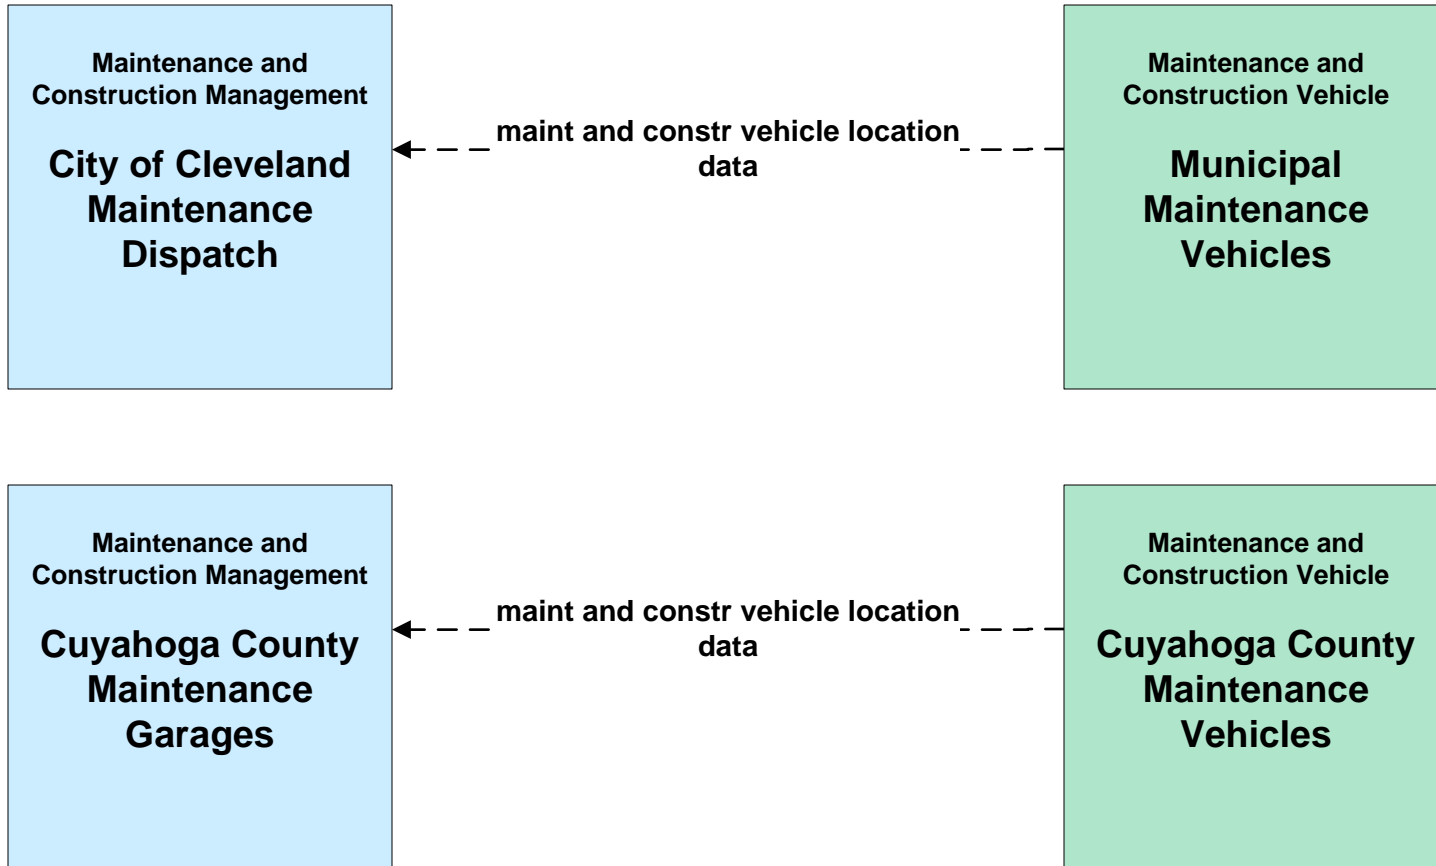 Maintenance and
Construction Management
City of Cleveland
Maintenance
Dispatch
maint and constr vehicle location
data
Maintenance and
Construction Vehicle
Municipal
Maintenance
Vehicles
Maintenance and
Construction Management
Cuyahoga County
Maintenance
Garages
maint and constr vehicle location
data
Maintenance and
Construction Vehicle
Cuyahoga County
Maintenance
Vehicles